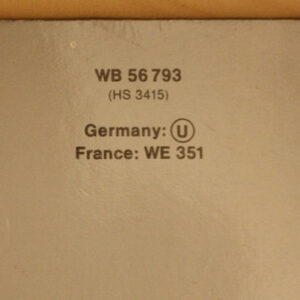 WB 56 793
(HS 3415)
Germany: Ⓤ
France: WE 351